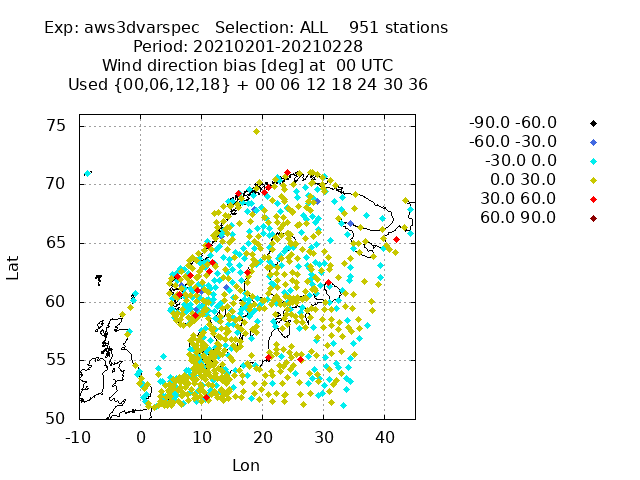 Exp: aws3dvarspec   Selection: ALL    951 stations
Period: 20210201-20210228
Wind direction bias [deg] at  00 UTC
Used {00,06,12,18} + 00 06 12 18 24 30 36
75
70
65
60
55
50
-10 0 10 20 30 40
Lat
Lon
-90.0 -60.0
-60.0 -30.0
-30.0 0.0
0.0 30.0
30.0 60.0
60.0 90.0